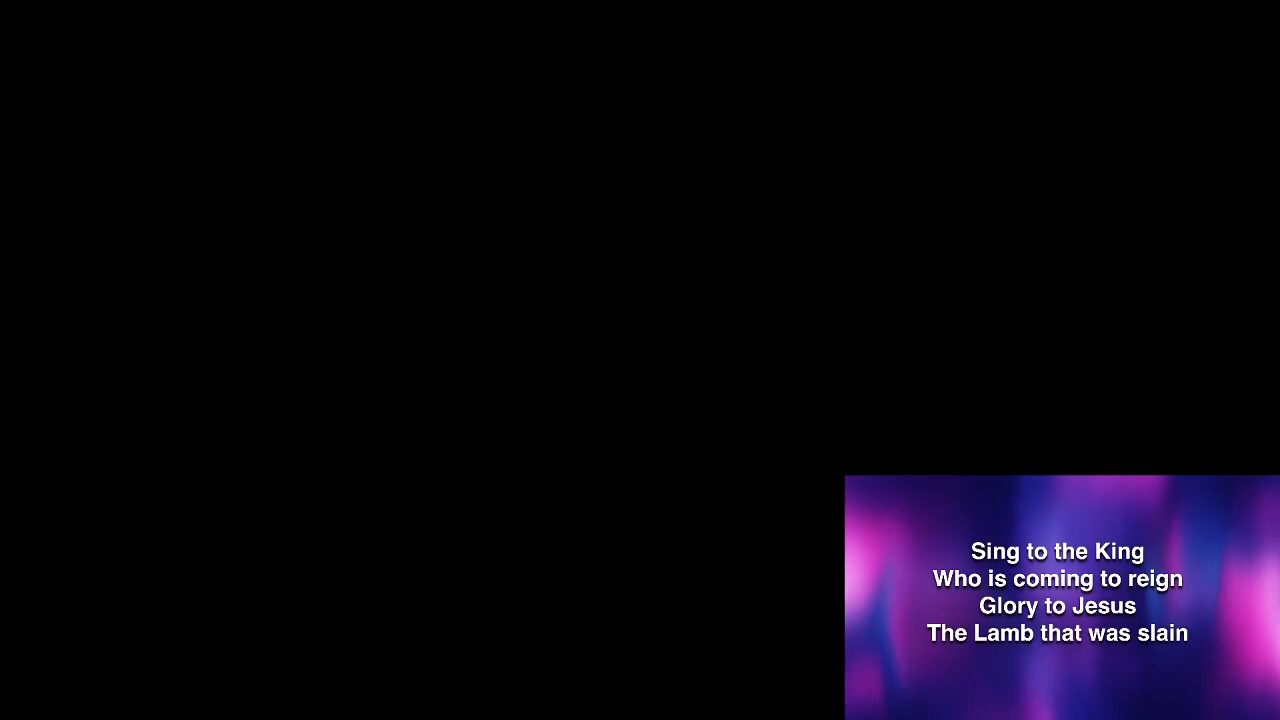 Sing to the King
Who is coming to reign
Glory to Jesus
The Lamb that was slain